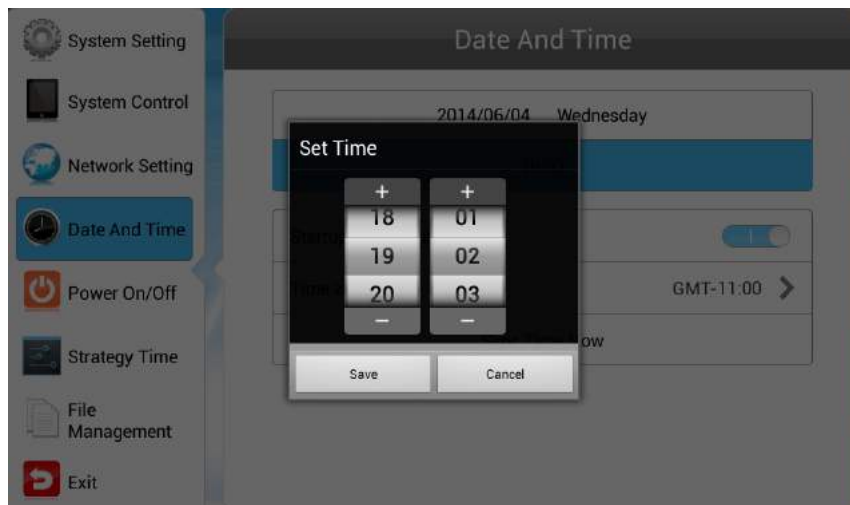 System Setting
Date And Time
System Control
2014/06/04 Wednesday
Set Time
Network Setting
+ +
18 01
Date And Time
19 02
Power On/Off
20 03
GMT-11:00
− −
Strategy Time
Save Cancel
File
Management
Exit